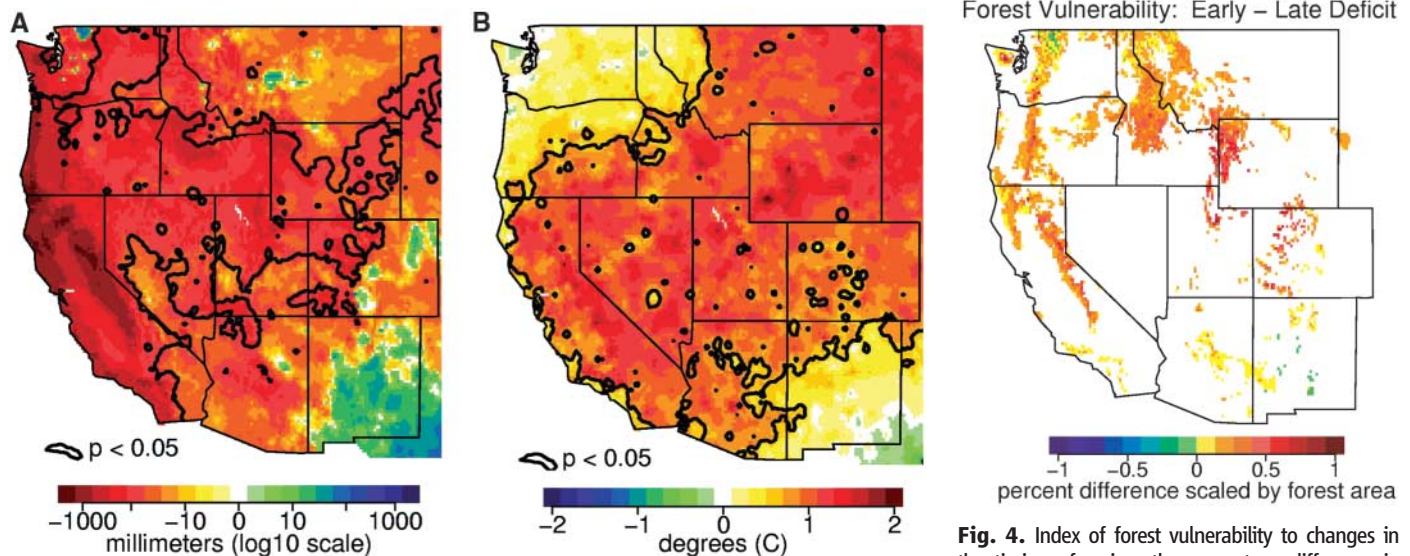 A
p < 0.05
-1000 -10 0 10 1000
millimeters (log10 scale)
B
p < 0.05
-2 -1 0 1 2
degrees (C)
Forest Vulnerability: Early – Late Deficit
-1 -0.5 0 0.5 1
percent difference scaled by forest area
Fig. 4. Index of forest vulnerability to changes in